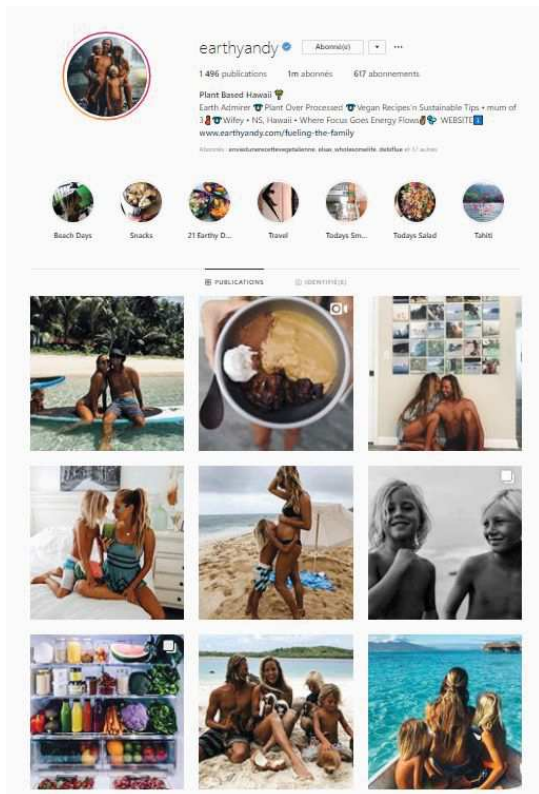 earthyandy Abonné(e)
1 496 publications 1m abonnés 617 abonnements
Plant Based Hawaii
Earth Admirer Plant Over Processed Vegan Recipes'n Sustainable Tips • mum of
3 Wifey • NS, Hawaii • Where Focus Goes Energy Flows WEBSITE
www.earthyandy.com/fueling-the-family
Abonnés :
Beach Days Snacks 21 Earthy D... Travel Todays Sm... Todays Salad Tahiti
PUBLICATIONS IDENTIFIÉ(E)